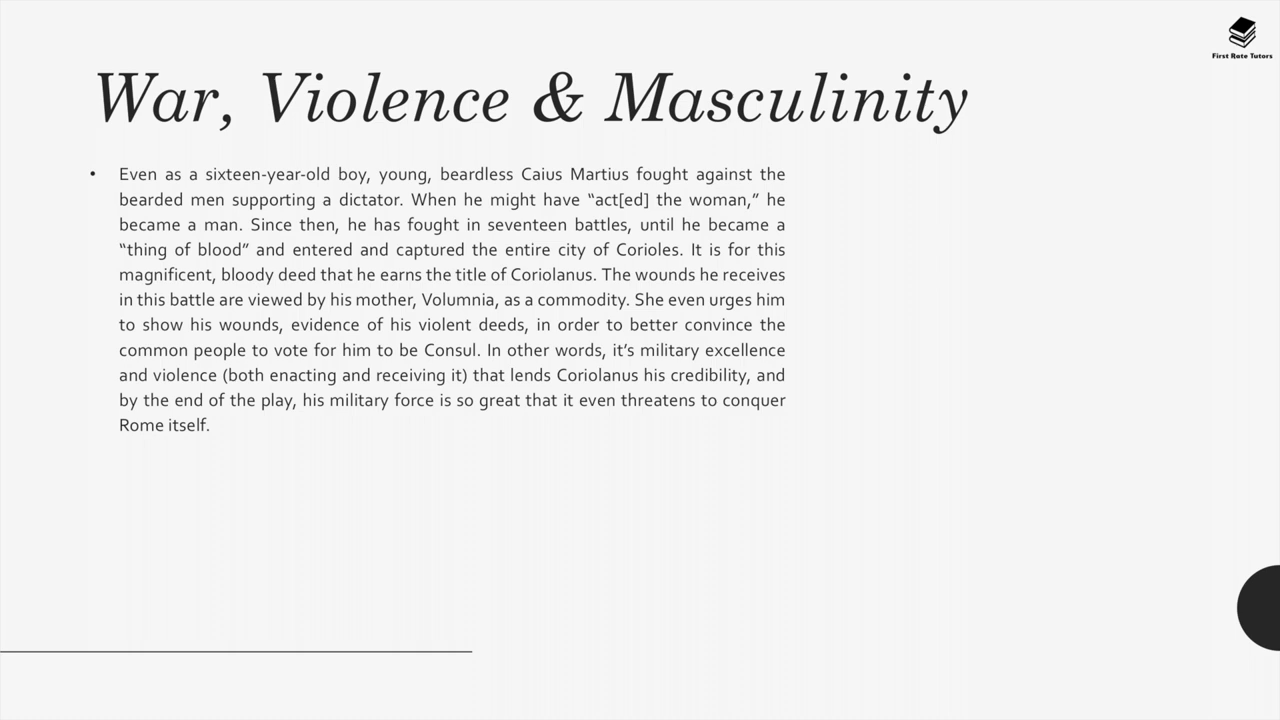 First Rate Tutors
War, Violence & Masculinity
• Even as a sixteen-year-old boy, young, beardless Caius Martius fought against the
bearded men supporting a dictator. When he might have “act[ed] the woman,” he
became a man. Since then, he has fought in seventeen battles, until he became a
“thing of blood” and entered and captured the entire city of Corioles. It is for this
magnificent, bloody deed that he earns the title of Coriolanus. The wounds he receives
in this battle are viewed by his mother, Volumnia, as a commodity. She even urges him
to show his wounds, evidence of his violent deeds, in order to better convince the
common people to vote for him to be Consul. In other words, it’s military excellence
and violence (both enacting and receiving it) that lends Coriolanus his credibility, and
by the end of the play, his military force is so great that it even threatens to conquer
Rome itself.